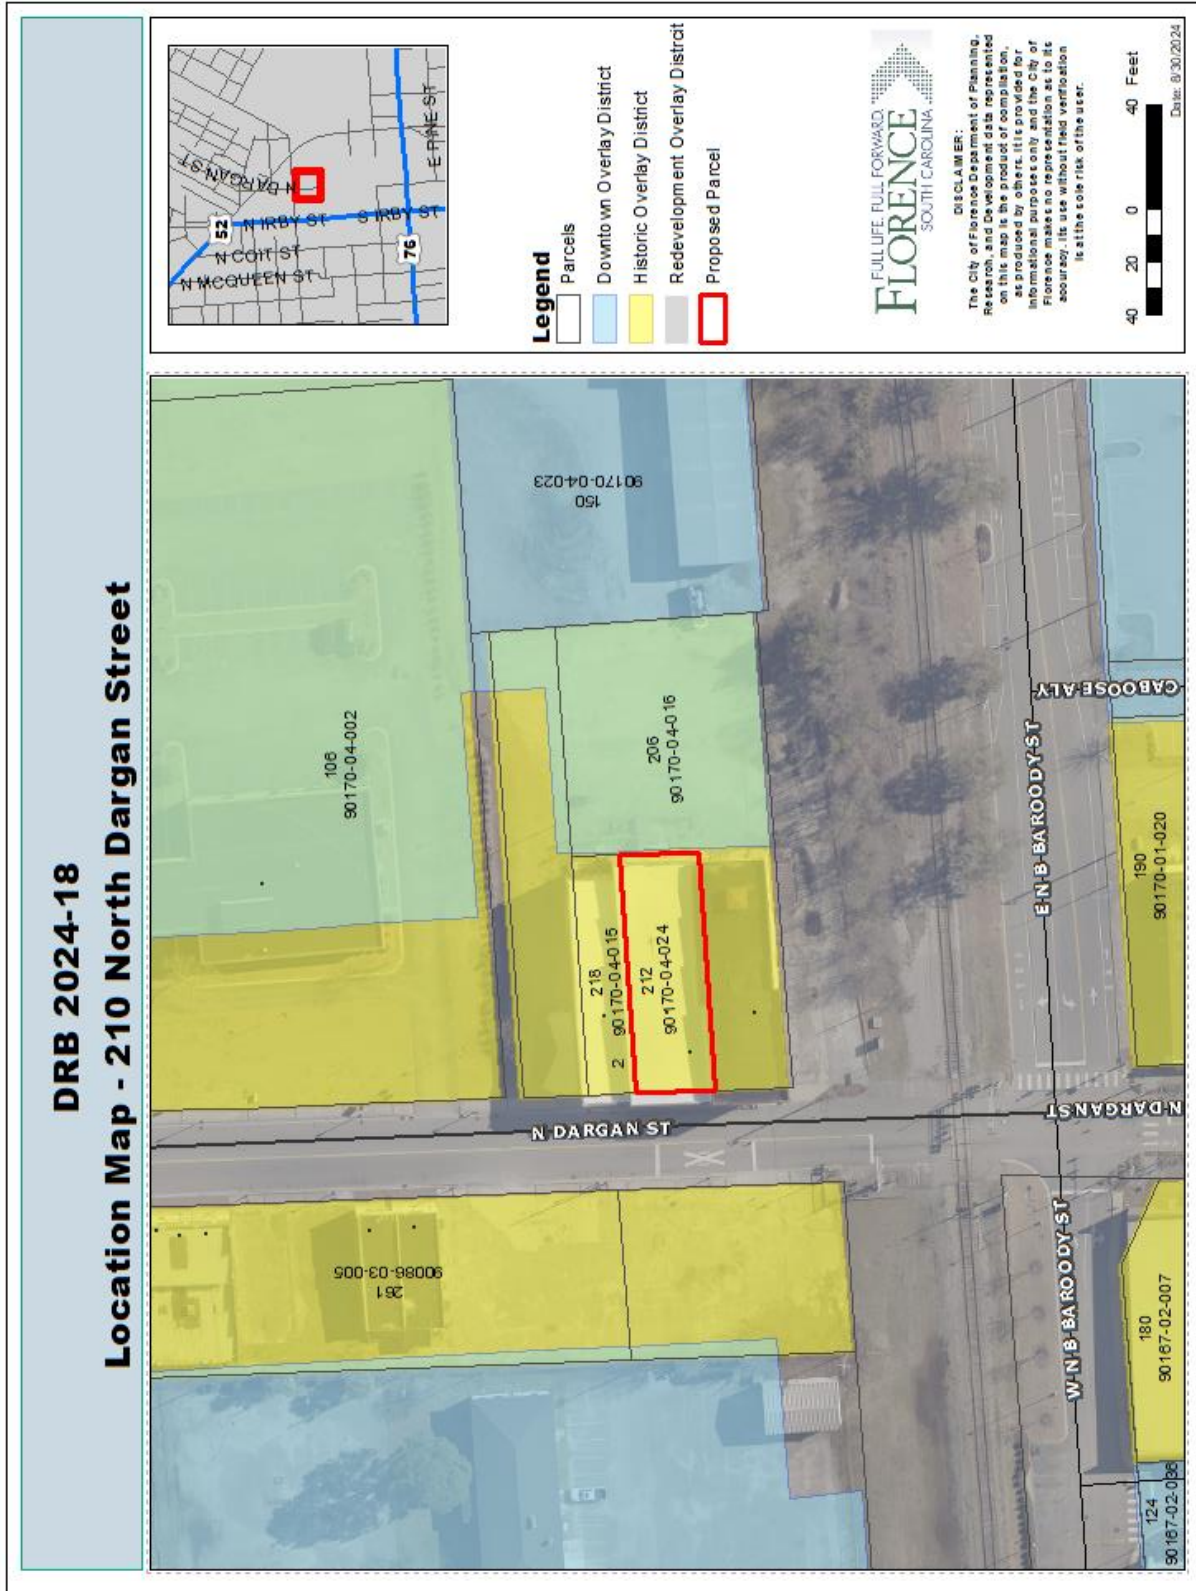 DRB 2024-18
Location Map - 210 North Dargan Street
106
90170-04-002
150
90170-04-023
206
90170-04-016
218
90170-04-015
2
212
90170-04-024
N DARGAN ST
261
90086-03-005
E N B BAROODY ST
CABOOSE ALY
190
90170-01-020
N DARGAN ST
W N B BAROODY ST
180
90167-02-007
124
90167-02-036
N DARGAN ST
52
N IRBY ST
S IRBY ST
N COIT ST
N MCQUEEN ST
76
E PINE ST
Legend
Parcels
Downtown Overlay District
Historic Overlay District
Redevelopment Overlay Distrcit
Proposed Parcel
FULL LIFE. FULL FORWARD.
FLORENCE
SOUTH CAROLINA
DISCLAIMER:
The City of Florence Deparment of Planning,
Research, and Development data represented
on this map is the product of compilation,
as produced by others. It is provided for
informational purposes only and the City of
Florence makes no representation as to its
accuracy. Its use without field verification
is at the sole risk of the user.
40 20 0 40 Feet
Date: 8/30/2024